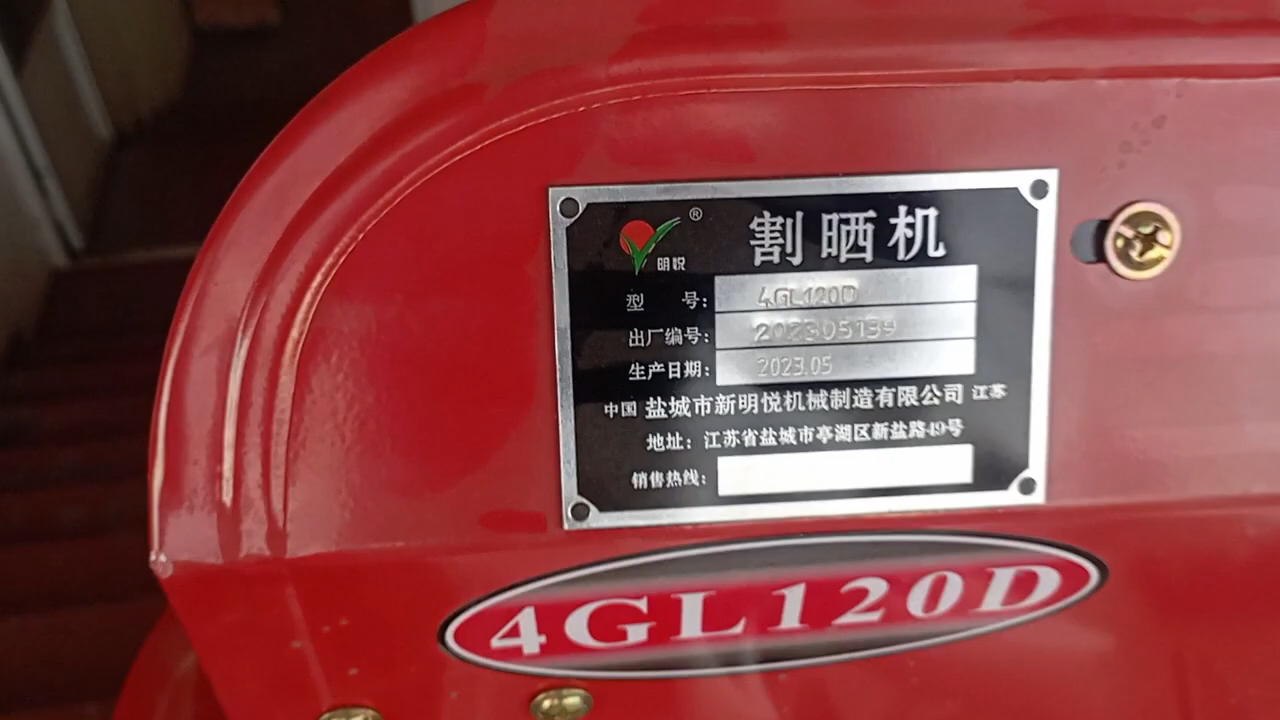 明悦 ®
割晒机
型 号: 4GL120D
出厂编号: 202305139
生产日期: 2023.05
中国 盐城市新明悦机械制造有限公司 江苏
地址: 江苏省盐城市亭湖区新盐路49号
销售热线:
4GL120D